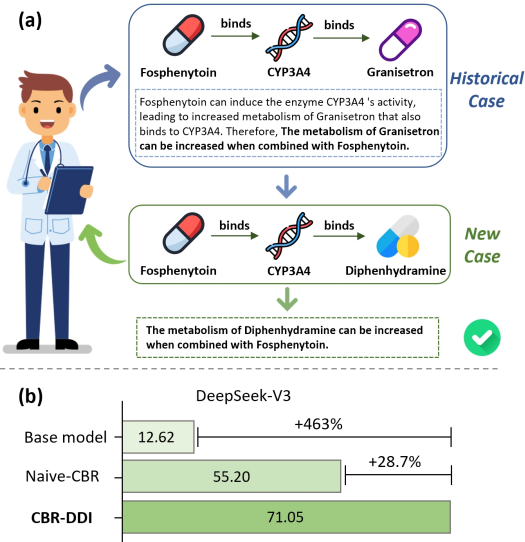 (a)
binds
binds
Fosphenytoin
CYP3A4
Granisetron
Historical
Case
Fosphenytoin can induce the enzyme CYP3A4 's activity,
leading to increased metabolism of Granisetron that also
binds to CYP3A4. Therefore, The metabolism of Granisetron
can be increased when combined with Fosphenytoin.
binds
binds
Fosphenytoin
CYP3A4
Diphenhydramine
New
Case
The metabolism of Diphenhydramine can be increased
when combined with Fosphenytoin.
(b)
DeepSeek-V3
Base model
12.62
+463%
Naive-CBR
55.20
+28.7%
CBR-DDI
71.05